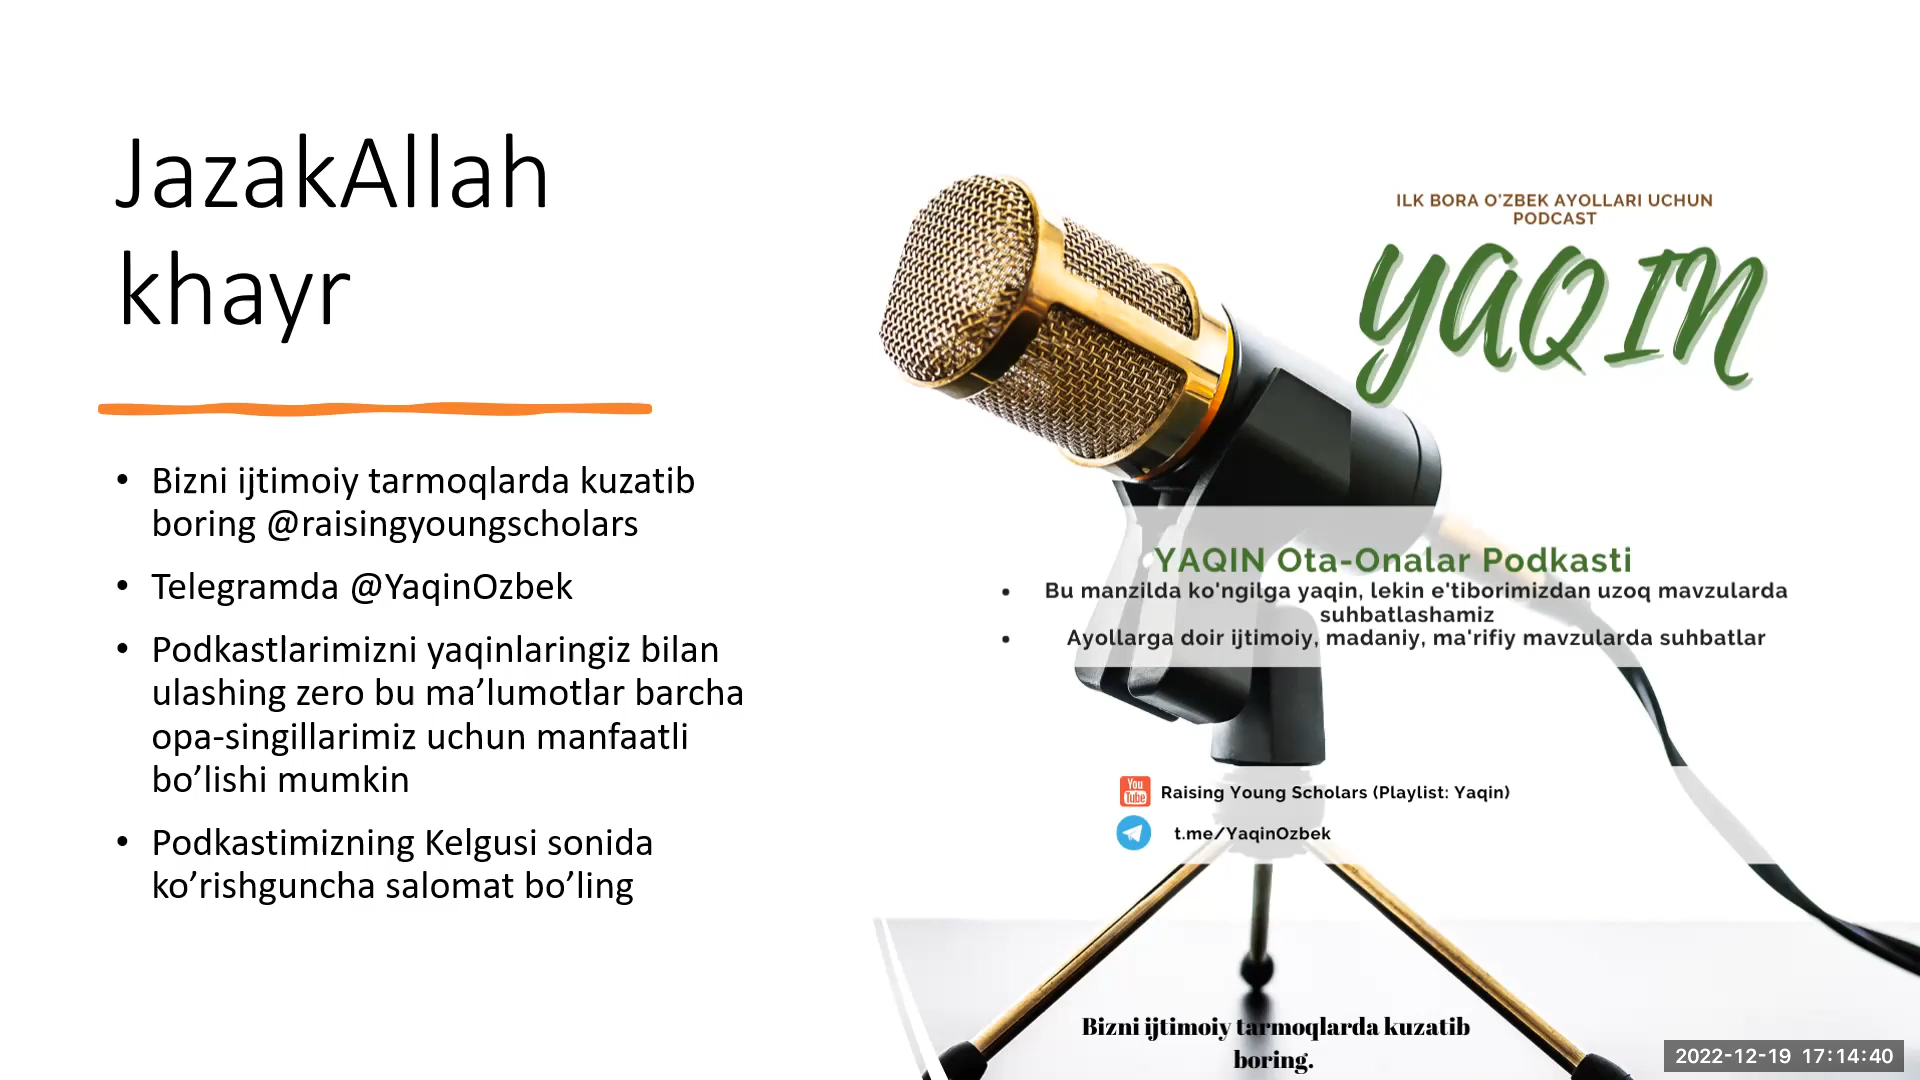 JazakAllah
khayr
• Bizni ijtimoiy tarmoqlarda kuzatib
boring @raisingyoungscholars
• Telegramda @YaqinOzbek
• Podkastlarimizni yaqinlaringiz bilan
ulashing zero bu ma’lumotlar barcha
opa-singillarimiz uchun manfaatli
bo’lishi mumkin
• Podkastimizning Kelgusi sonida
ko’rishguncha salomat bo’ling
ILK BORA O'ZBEK AYOLLARI UCHUN
PODCAST
YAQIN
YAQIN Ota-Onalar Podkasti
• Bu manzilda ko'ngilga yaqin, lekin e'tiborimizdan uzoq mavzularda
suhbatlashamiz
• Ayollarga doir ijtimoiy, madaniy, ma'rifiy mavzularda suhbatlar
You
Tube
Raising Young Scholars (Playlist: Yaqin)
t.me/YaqinOzbek
Bizni ijtimoiy tarmoqlarda kuzatib
boring.
2022-12-19 17:14:40